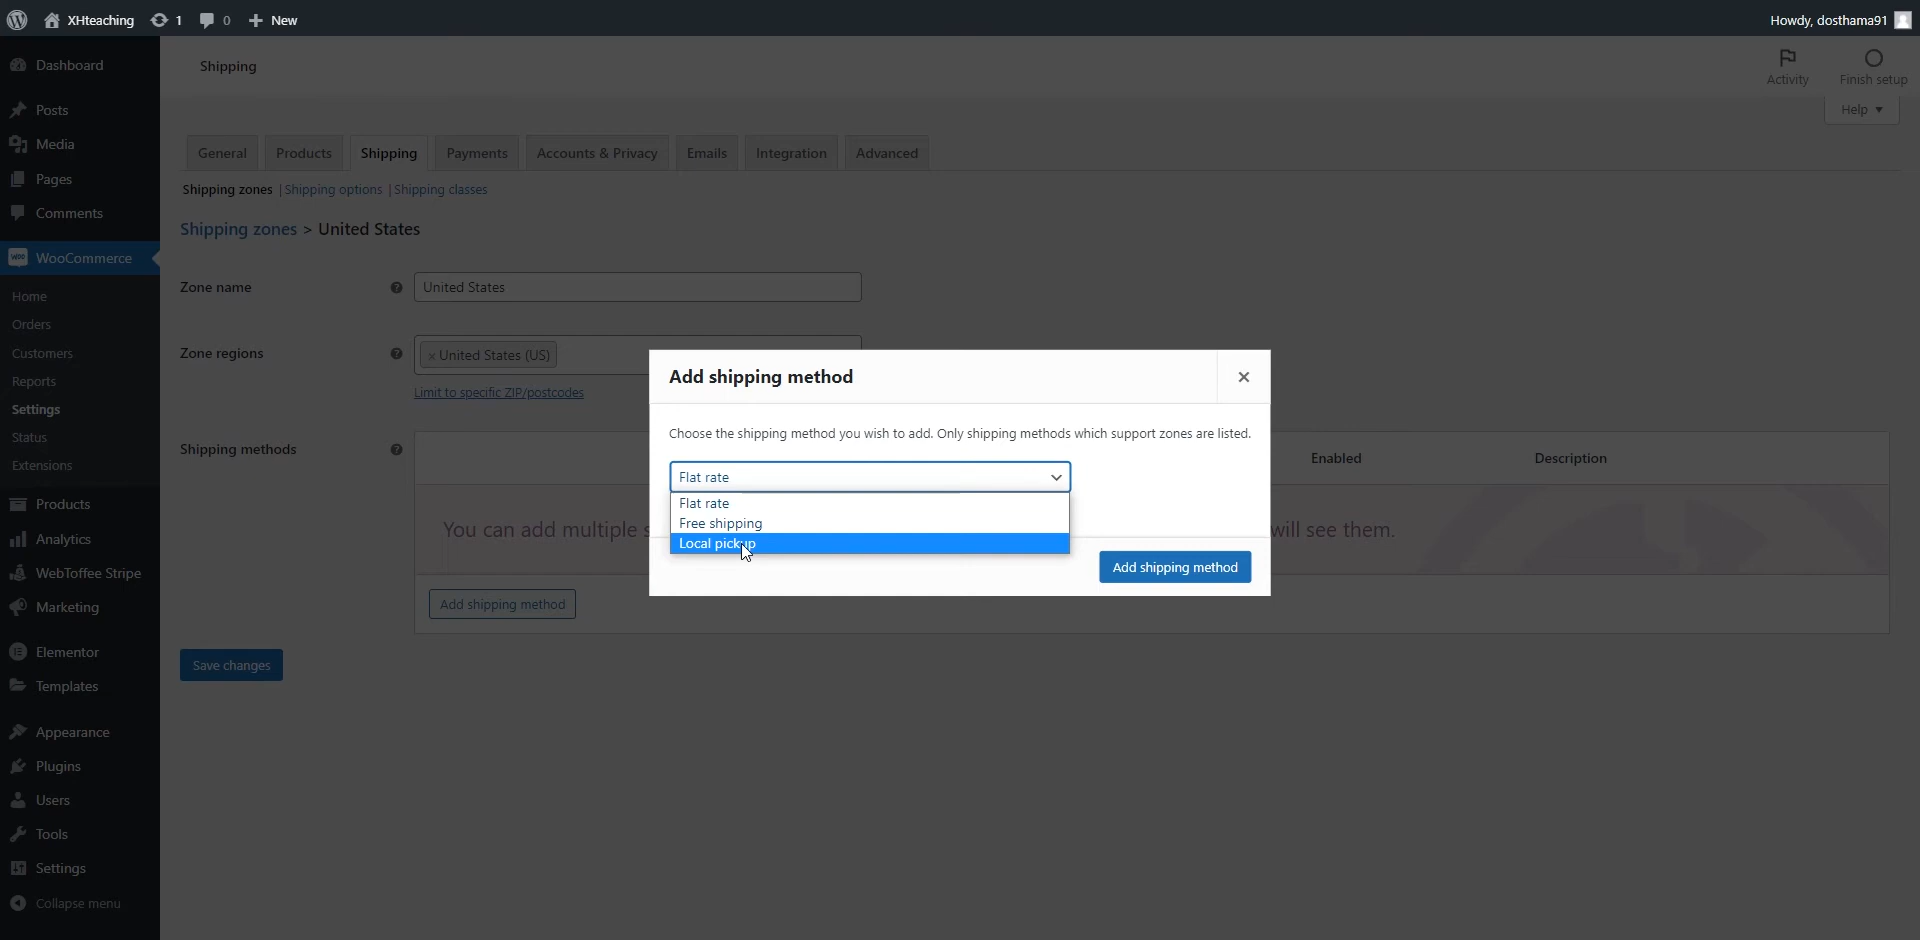 XHteaching 1 0 New
Howdy, dosthama91
Dashboard
Posts
Media
Pages
Comments
WOO WooCommerce
Home
Orders
Customers
Reports
Settings
Status
Extensions
Products
Analytics
WebToffee Stripe
Marketing
Elementor
Templates
Appearance
Plugins
Users
Tools
Settings
Collapse menu
Shipping
Activity
Finish setup
Help
General Products Shipping Payments Accounts & Privacy Emails Integration Advanced
Shipping zones | Shipping options | Shipping classes
Shipping zones > United States
Zone name
United States
Zone regions
× United States (US)
Limit to specific ZIP/postcodes
Shipping methods
Enabled
Description
You can add multiple
will see them.
Add shipping method
Save changes
Add shipping method
Choose the shipping method you wish to add. Only shipping methods which support zones are listed.
Flat rate
Flat rate
Free shipping
Local pickup
Add shipping method